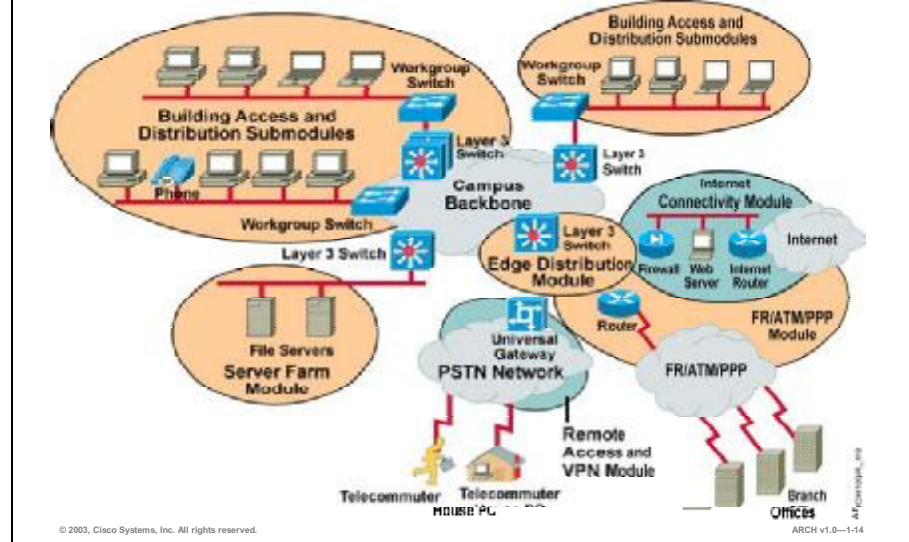 Building Access and
Distribution Submodules
Workgroup
Switch
Building Access and
Distribution Submodules
Workgroup
Switch
Layer 3
Switch
Layer 3
Switch
Phone
Campus
Backbone
Workgroup Switch
Layer 3 Switch
Internet
Connectivity Module
Internet
Layer 3
Switch
Edge Distribution
Module
Firewall
Web
Server
Internet
Router
Router
FR/ATM/PPP
Module
File Servers
Server Farm
Module
Universal
Gateway
PSTN Network
FR/ATM/PPP
Remote
Access and
VPN Module
Telecommuter
Telecommuter
Branch
Offices
© 2003, Cisco Systems, Inc. All rights reserved.
ARCH v1.0—1-14